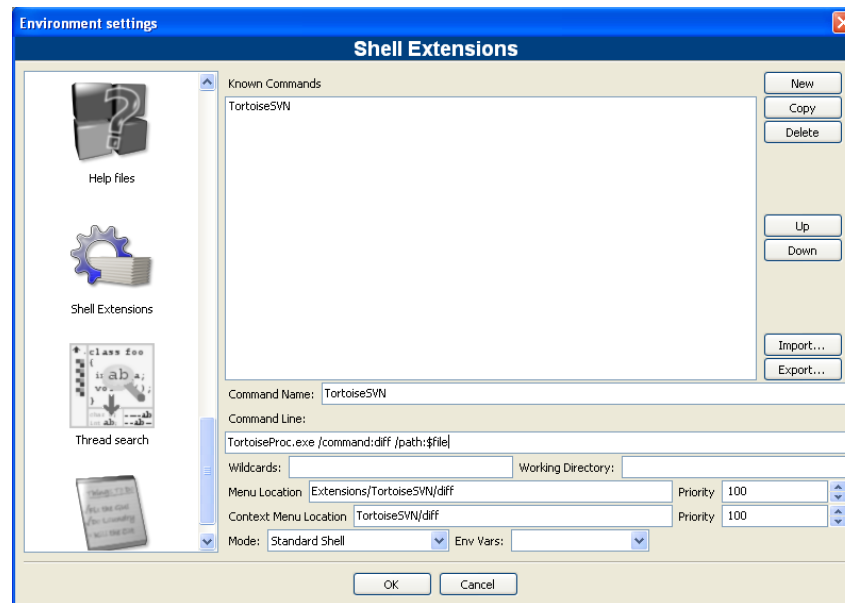 Environment settings
Shell Extensions
Help files
Shell Extensions
class foo
ab
Thread search
Known Commands
TortoiseSVN
New
Copy
Delete
Up
Down
Import...
Export...
Command Name: TortoiseSVN
Command Line:
TortoiseProc.exe /command:diff /path:$file
Wildcards: Working Directory:
Menu Location Extensions/TortoiseSVN/diff Priority 100
Context Menu Location TortoiseSVN/diff Priority 100
Mode: Standard Shell Env Vars:
OK Cancel